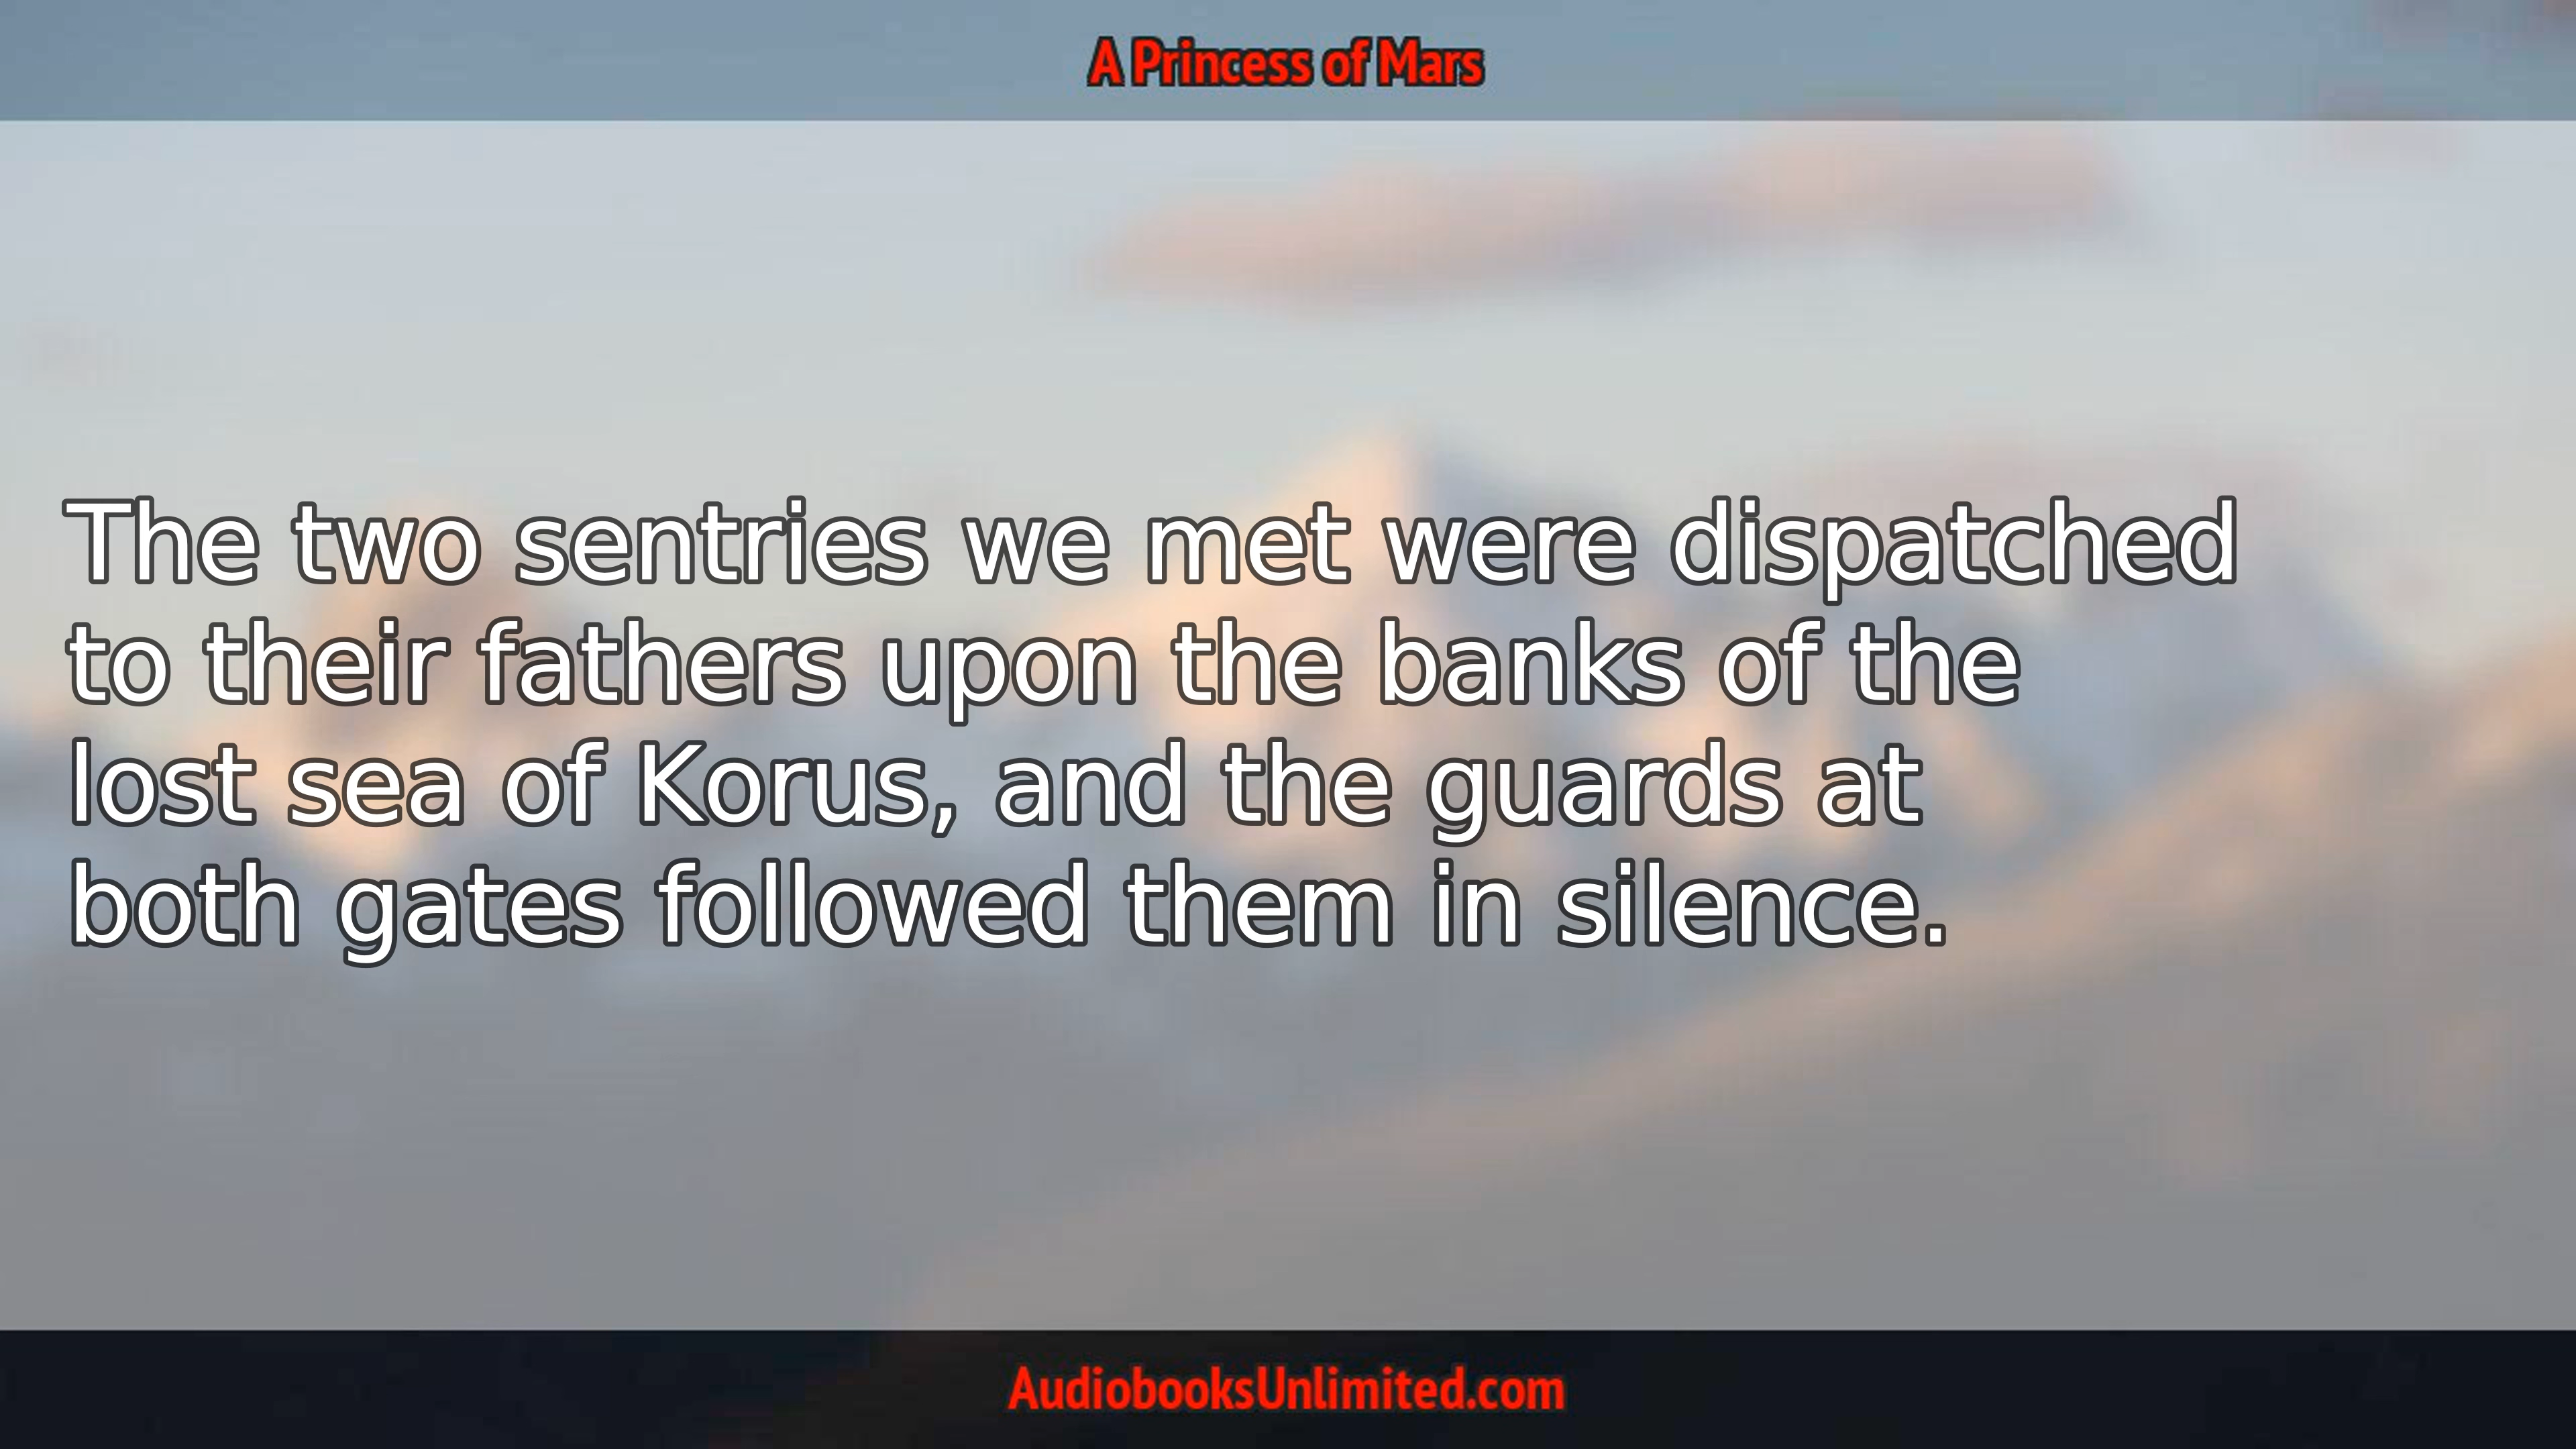 A Princess of Mars
The two sentries we met were dispatched
to their fathers upon the banks of the
lost sea of Korus, and the guards at
both gates followed them in silence.
AudiobooksUnlimited.com